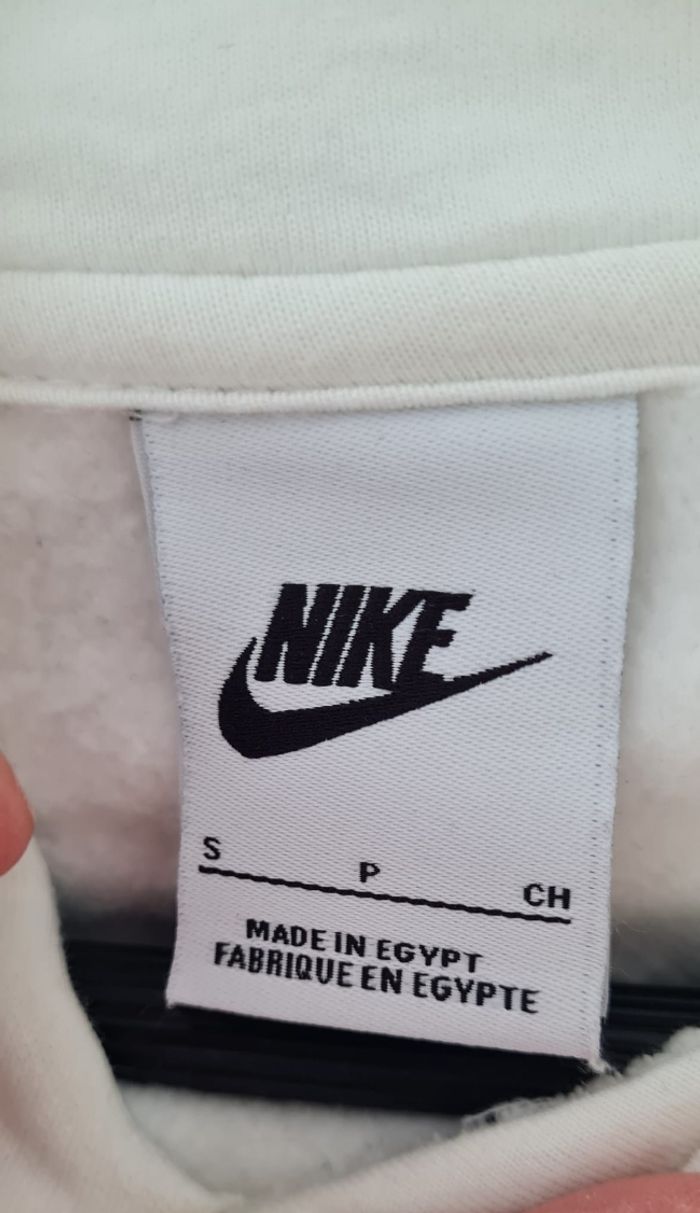 NIKE
S P CH
MADE IN EGYPT
FABRIQUE EN EGYPTE